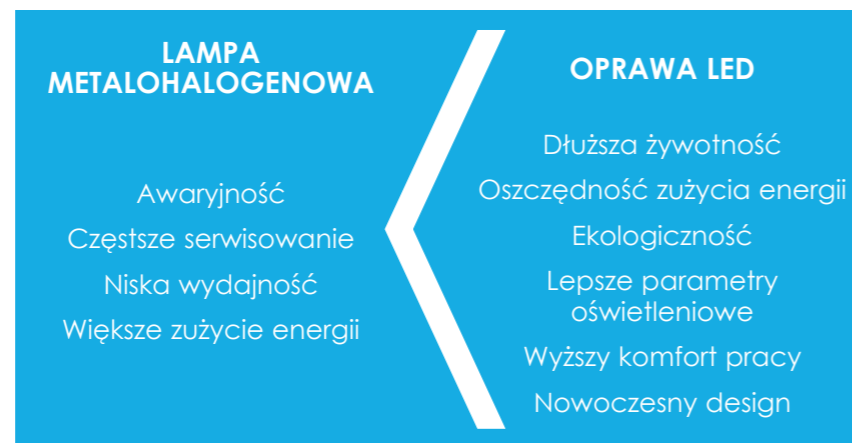 LAMPA
METALOHALOGENOWA
Awaryjność
Częstsze serwisowanie
Niska wydajność
Większe zużycie energii
OPRAWA LED
Dłuższa żywotność
Oszczędność zużycia energii
Ekologiczność
Lepsze parametry
oświetleniowe
Wyższy komfort pracy
Nowoczesny design